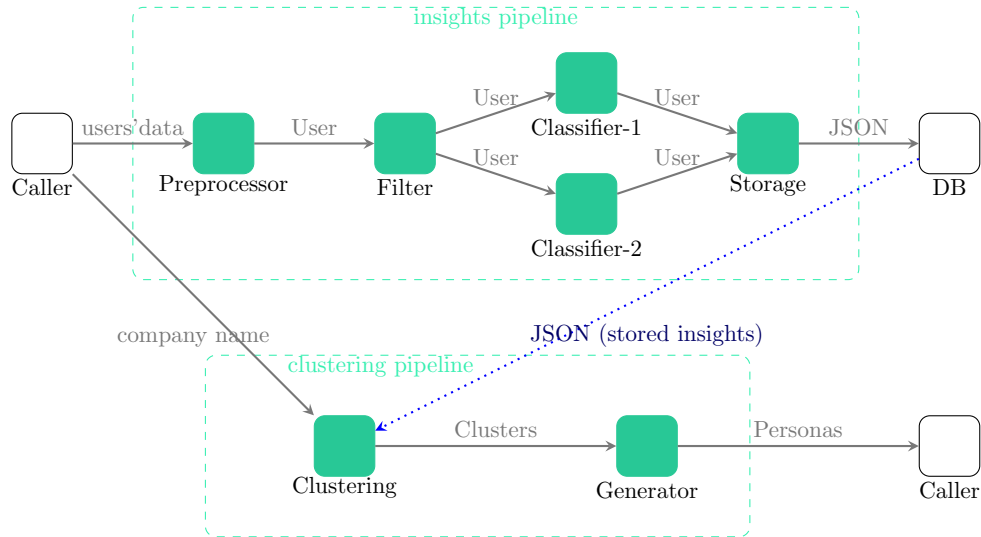 insights pipeline
User
User
Classifier-1
users'data
User
JSON
Caller
Preprocessor
Filter
User
User
Storage
DB
Classifier-2
company name
JSON (stored insights)
clustering pipeline
Clusters
Personas
Clustering
Generator
Caller